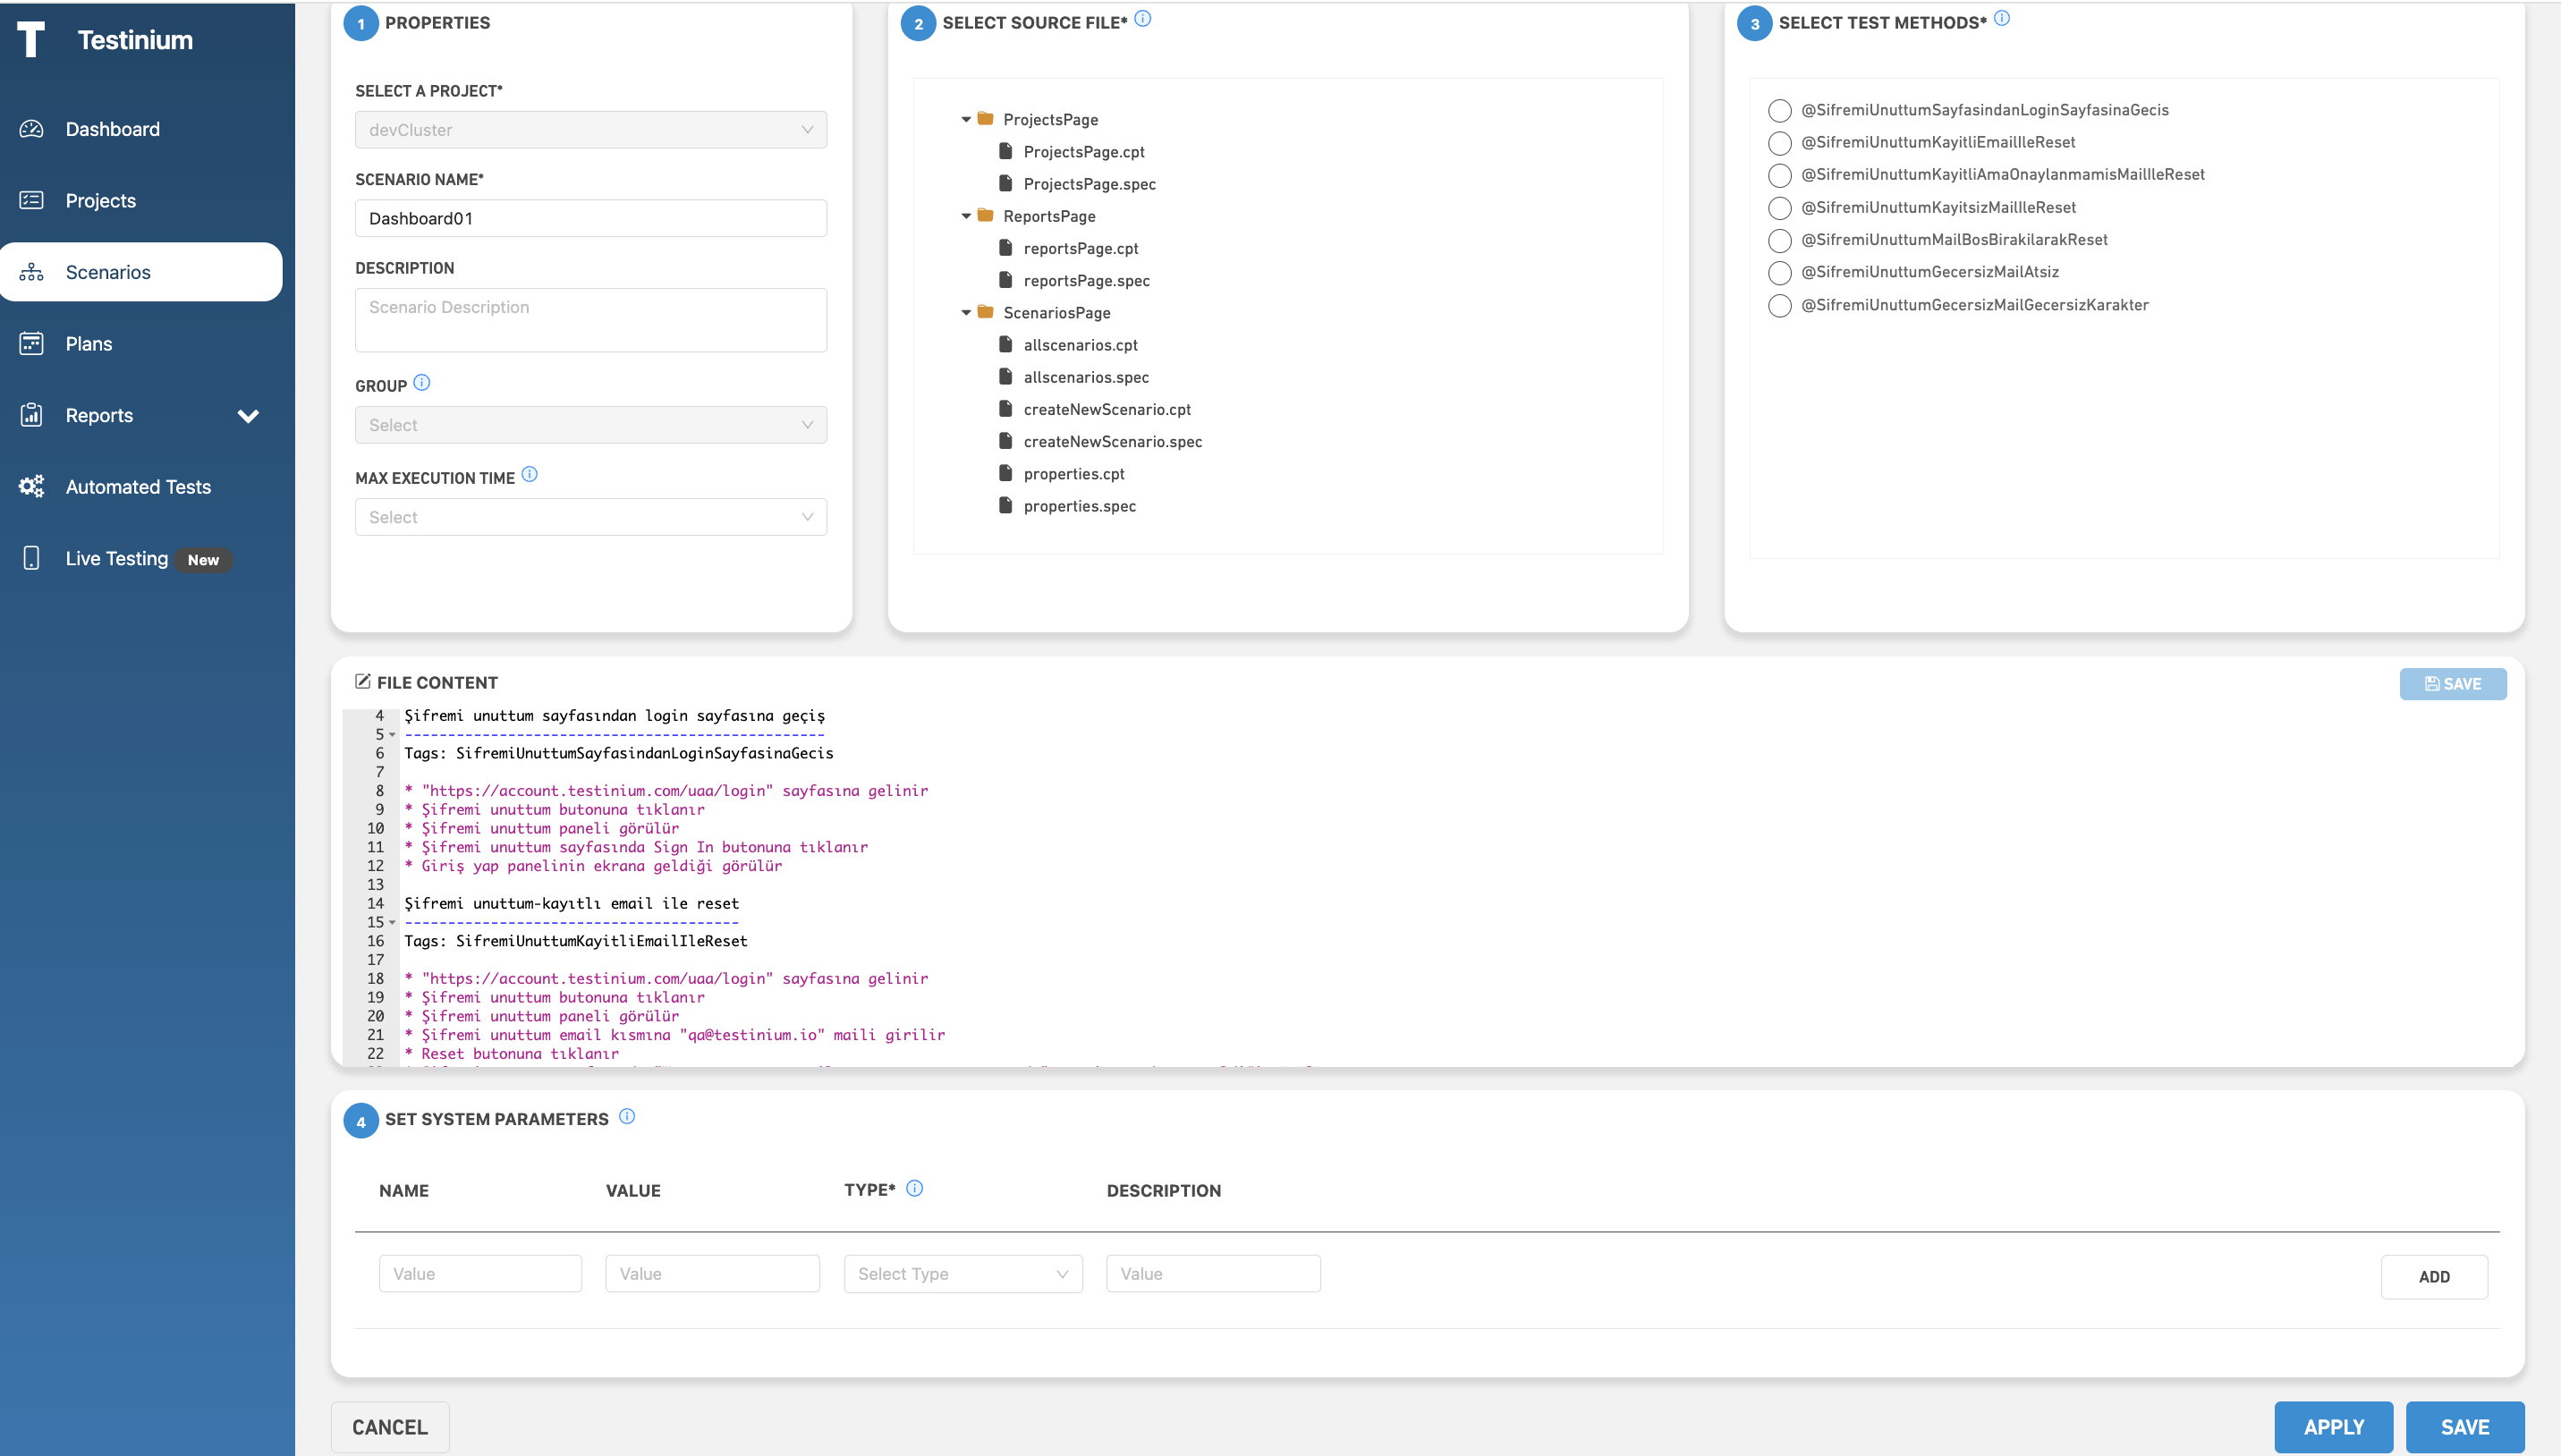 Testinium
Dashboard
Projects
Scenarios
Plans
Reports
Automated Tests
Live Testing New
1 PROPERTIES
SELECT A PROJECT*
devCluster
SCENARIO NAME*
Dashboard01
DESCRIPTION
Scenario Description
GROUP
Select
MAX EXECUTION TIME
Select
2 SELECT SOURCE FILE*
ProjectsPage
ProjectsPage.cpt
ProjectsPage.spec
ReportsPage
reportsPage.cpt
reportsPage.spec
ScenariosPage
allscenarios.cpt
allscenarios.spec
createNewScenario.cpt
createNewScenario.spec
properties.cpt
properties.spec
3 SELECT TEST METHODS*
@SifremiUnuttumSayfasindanLoginSayfasinaGecis
@SifremiUnuttumKayitliEmailIleReset
@SifremiUnuttumKayitliAmaOnaylanmamisMailIleReset
@SifremiUnuttumKayitsizMailIleReset
@SifremiUnuttumMailBosBirakilarakReset
@SifremiUnuttumGecersizMailAtsiz
@SifremiUnuttumGecersizMailGecersizKarakter
FILE CONTENT
SAVE
4 Şifremi unuttum sayfasından login sayfasına geçiş
5 -------------------------------------------------
6 Tags: SifremiUnuttumSayfasindanLoginSayfasinaGecis
7
8 * "https://account.testinium.com/uaa/login" sayfasına gelinir
9 * Şifremi unuttum butonuna tıklanır
10 * Şifremi unuttum paneli görülür
11 * Şifremi unuttum sayfasında Sign In butonuna tıklanır
12 * Giriş yap panelinin ekrana geldiği görülür
13
14 Şifremi unuttum-kayıtlı email ile reset
15 ---------------------------------------
16 Tags: SifremiUnuttumKayitliEmailIleReset
17
18 * "https://account.testinium.com/uaa/login" sayfasına gelinir
19 * Şifremi unuttum butonuna tıklanır
20 * Şifremi unuttum paneli görülür
21 * Şifremi unuttum email kısmına "qa@testinium.io" maili girilir
22 * Reset butonuna tıklanır
4 SET SYSTEM PARAMETERS
NAME VALUE TYPE* DESCRIPTION
Value Value Select Type Value ADD
CANCEL APPLY SAVE